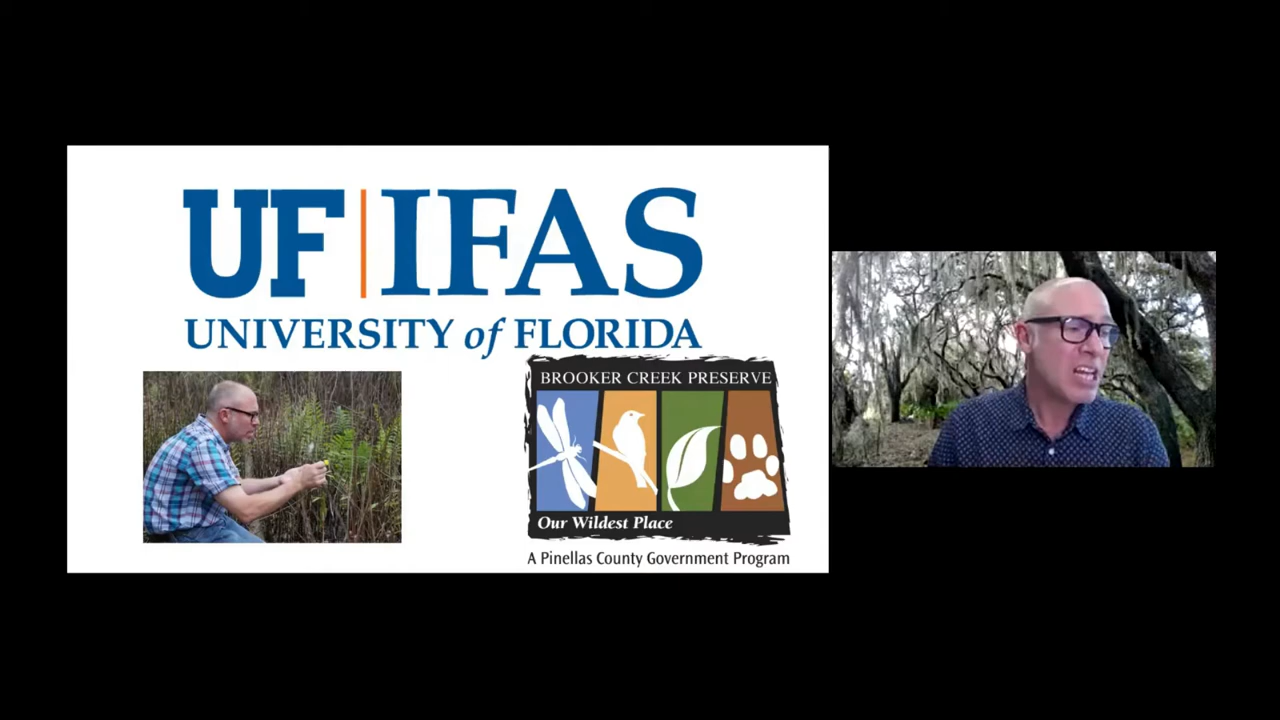 UF|IFAS
UNIVERSITY of FLORIDA
BROOKER CREEK PRESERVE
Our Wildest Place
A Pinellas County Government Program